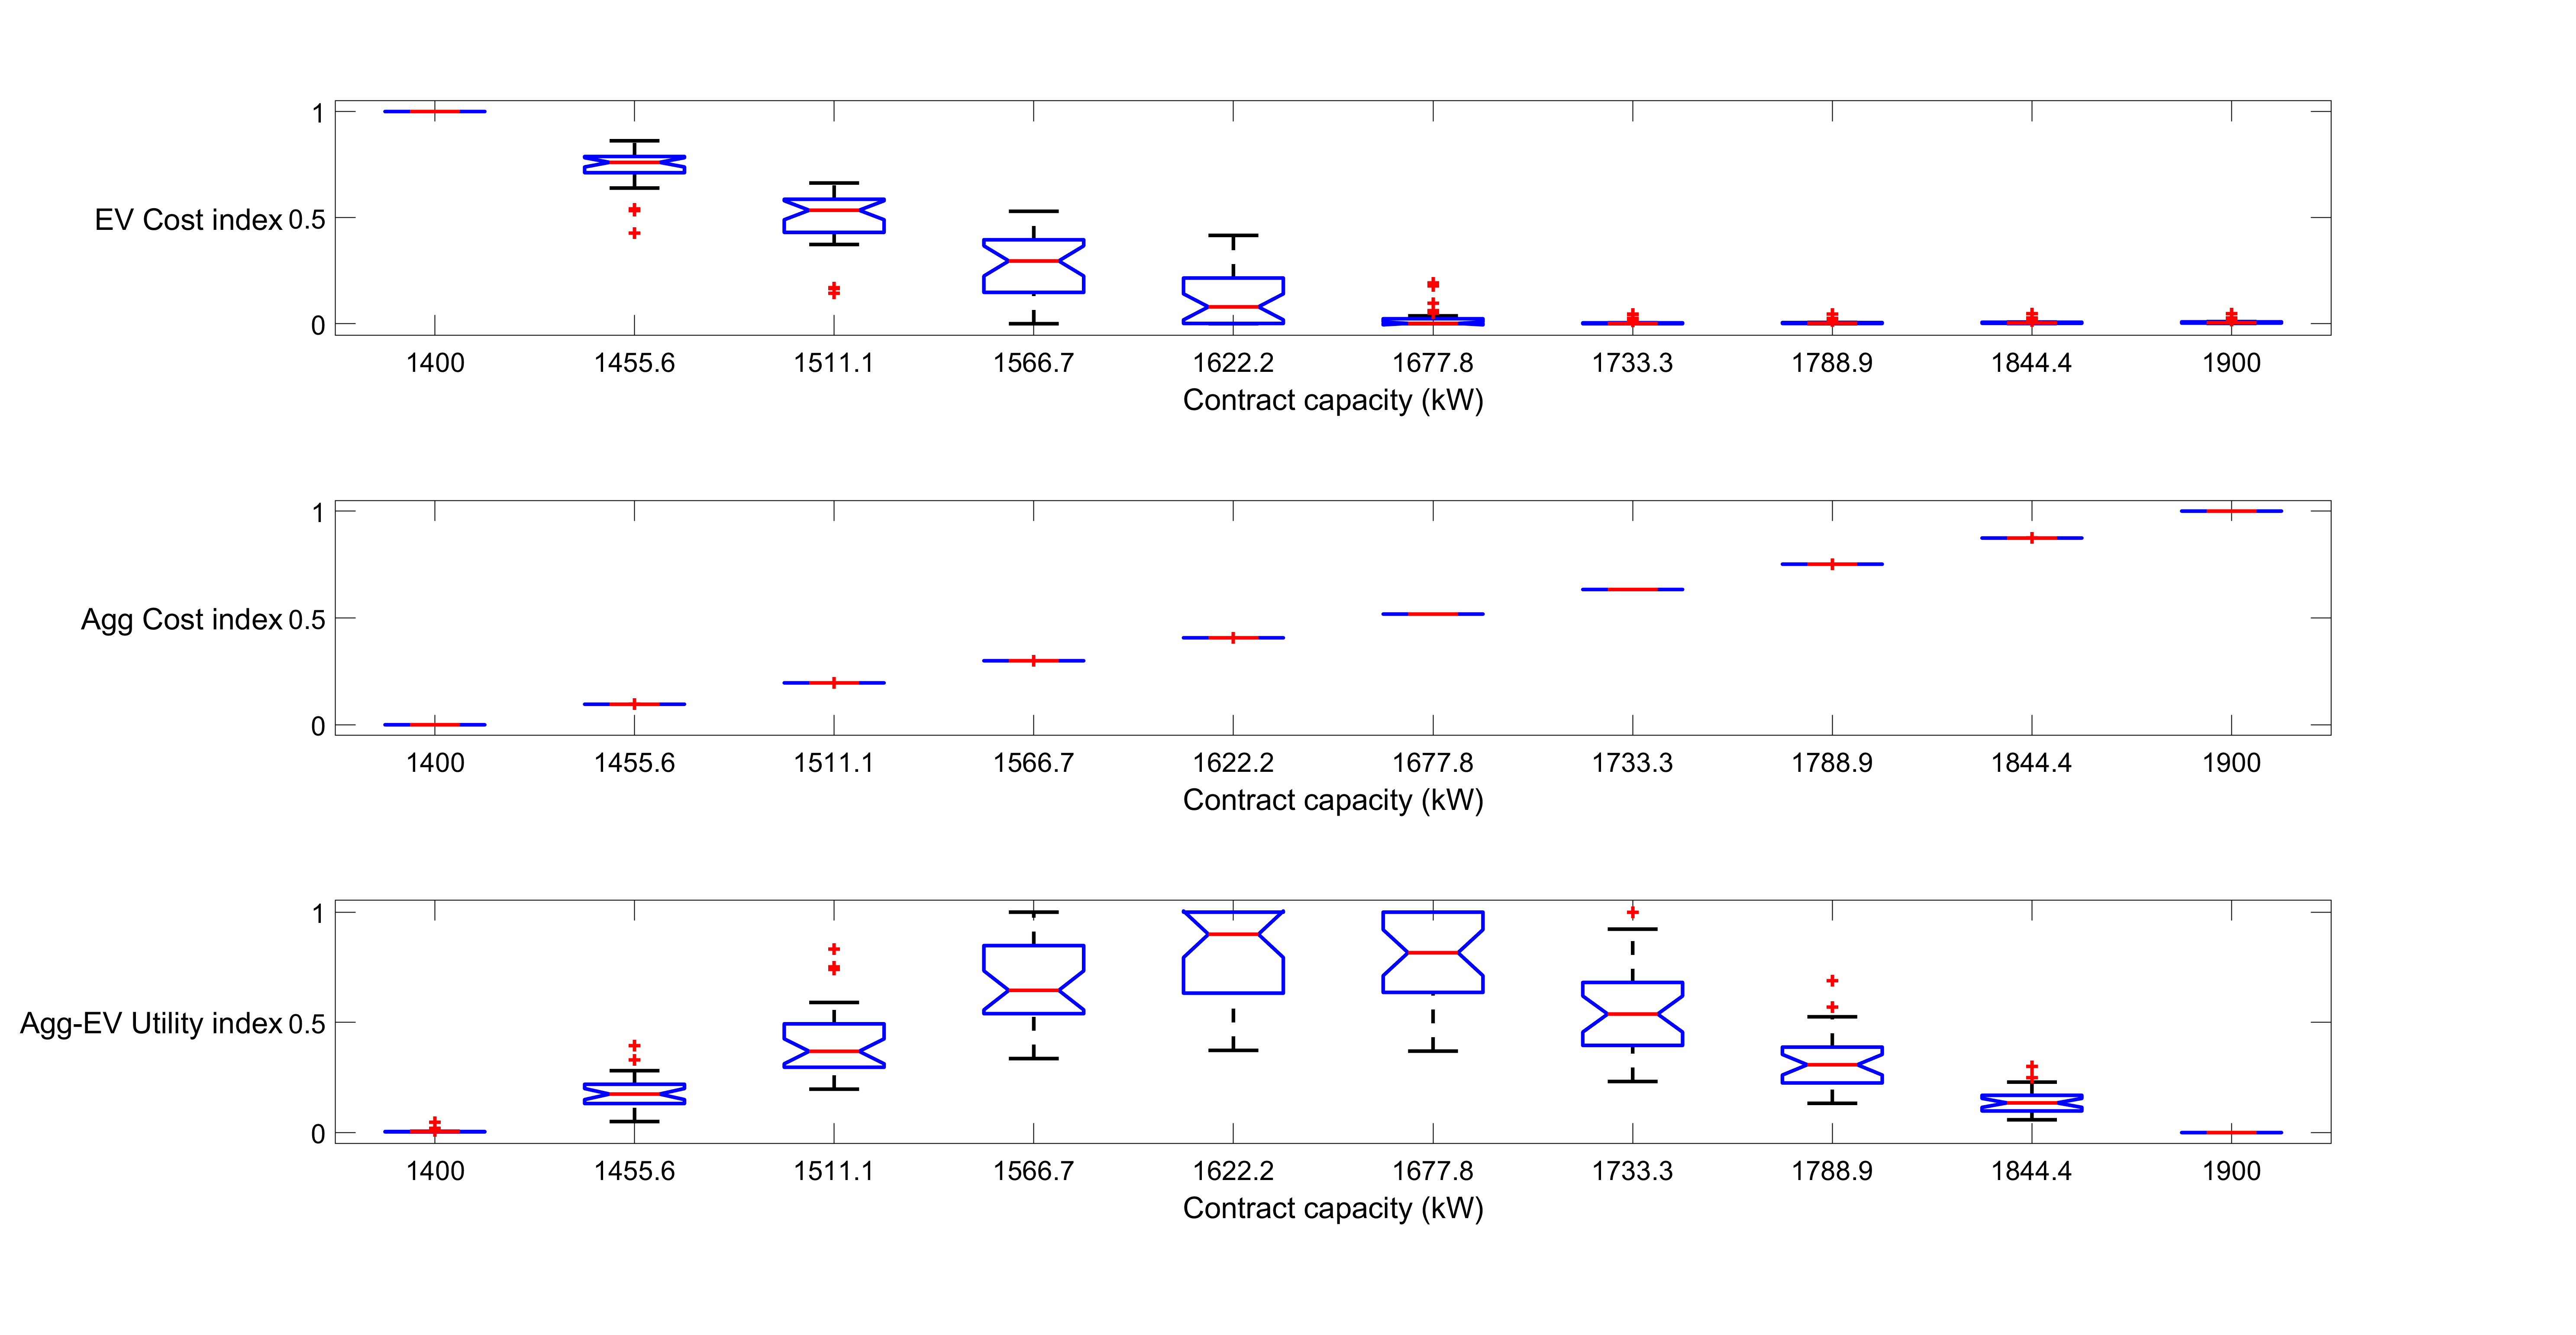 1
EV Cost index 0.5
0
1400 1455.6 1511.1 1566.7 1622.2 1677.8 1733.3 1788.9 1844.4 1900
Contract capacity (kW)
1
Agg Cost index 0.5
0
1400 1455.6 1511.1 1566.7 1622.2 1677.8 1733.3 1788.9 1844.4 1900
Contract capacity (kW)
1
Agg-EV Utility index 0.5
0
1400 1455.6 1511.1 1566.7 1622.2 1677.8 1733.3 1788.9 1844.4 1900
Contract capacity (kW)